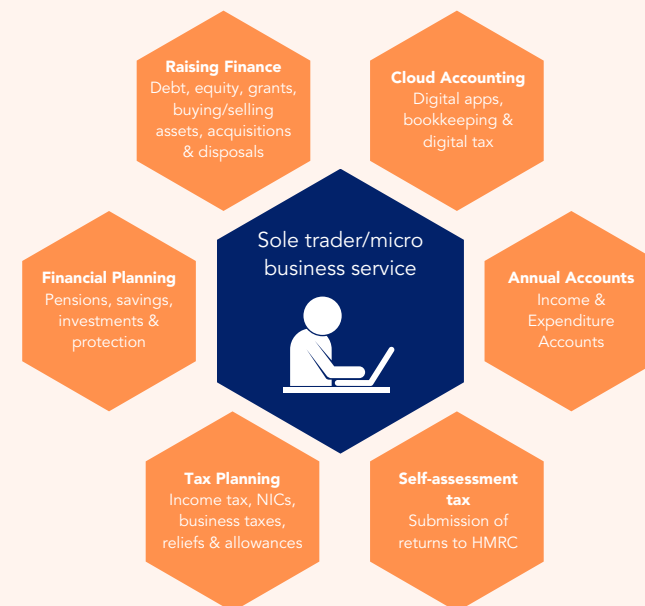 Raising Finance
Debt, equity, grants,
buying/selling
assets, acquisitions
& disposals
Cloud Accounting
Digital apps,
bookkeeping &
digital tax
Sole trader/micro
business service
Financial Planning
Pensions, savings,
investments &
protection
Annual Accounts
Income &
Expenditure
Accounts
Tax Planning
Income tax, NICs,
business taxes,
reliefs & allowances
Self-assessment
tax
Submission of
returns to HMRC